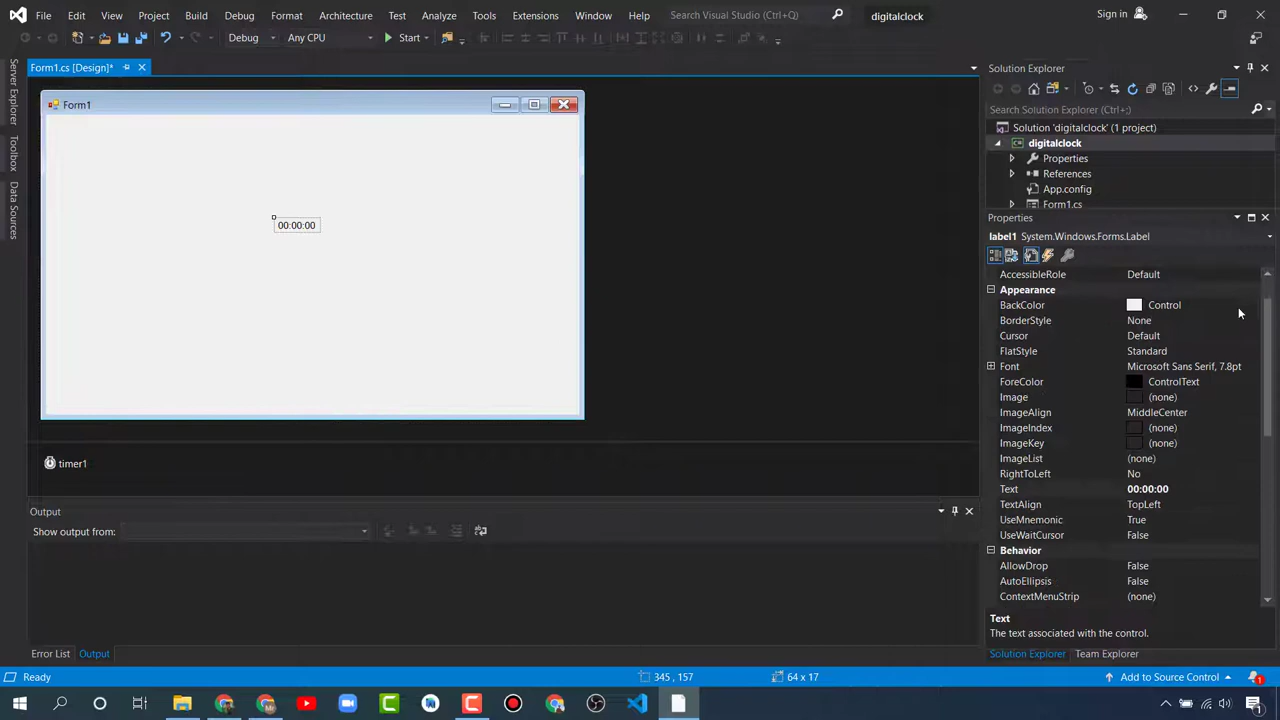 File Edit View Project Build Debug Format Architecture Test Analyze Tools Extensions Window Help Search Visual Studio (Ctrl+Q) digitalclock Sign in
Debug Any CPU Start
Form1.cs [Design]* Solution Explorer
Server Explorer
Toolbox
Data Sources
Form1
00:00:00
timer1
Search Solution Explorer (Ctrl+;)
Solution 'digitalclock' (1 project)
digitalclock
Properties
References
App.config
Form1.cs
Properties
label1 System.Windows.Forms.Label
AccessibleRole Default
Appearance
BackColor Control
BorderStyle None
Cursor Default
FlatStyle Standard
Font Microsoft Sans Serif, 7.8pt
ForeColor ControlText
Image (none)
ImageAlign MiddleCenter
ImageIndex (none)
ImageKey (none)
ImageList (none)
RightToLeft No
Text 00:00:00
TextAlign TopLeft
UseMnemonic True
UseWaitCursor False
Behavior
AllowDrop False
AutoEllipsis False
ContextMenuStrip (none)
Text
The text associated with the control.
Solution Explorer Team Explorer
Output
Show output from:
Error List Output
Ready 345, 157 64 x 17 Add to Source Control 1